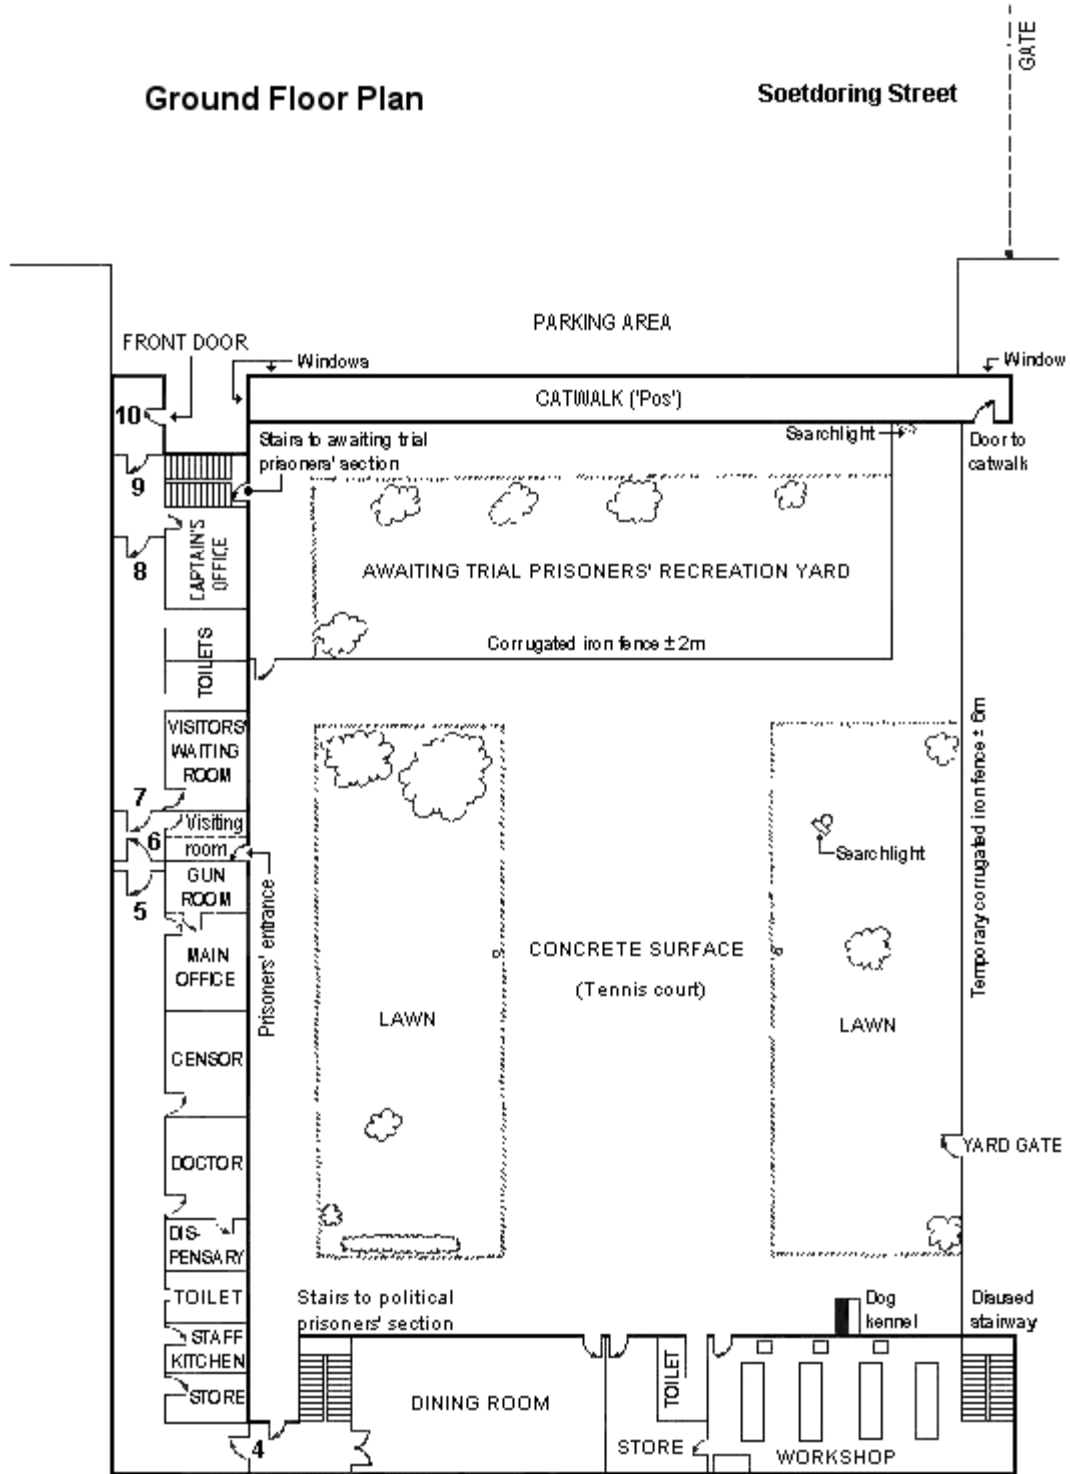 GATE
Ground Floor Plan
Soetdoring Street
PARKING AREA
FRONT DOOR
Windows
Window
CATWALK ('Pos')
10
Searchlight
Door to
catwalk
Stairs to awaiting trial
prisoners' section
9
8
CAPTAIN'S
OFFICE
AWAITING TRIAL PRISONERS' RECREATION YARD
Corrugated iron fence ± 2m
TOILETS
VISITORS'
WAITING
ROOM
7
Visiting
room
6
GUN
ROOM
5
Prisoners' entrance
MAIN
OFFICE
Searchlight
Temporary corrugated iron fence ± 6m
CONCRETE SURFACE
(Tennis court)
LAWN
LAWN
CENSOR
DOCTOR
YARD GATE
DIS-
PENSARY
TOILET
STAFF
KITCHEN
STORE
Stairs to political
prisoners' section
Dog
kennel
Disused
stairway
4
DINING ROOM
TOILET
STORE
WORKSHOP